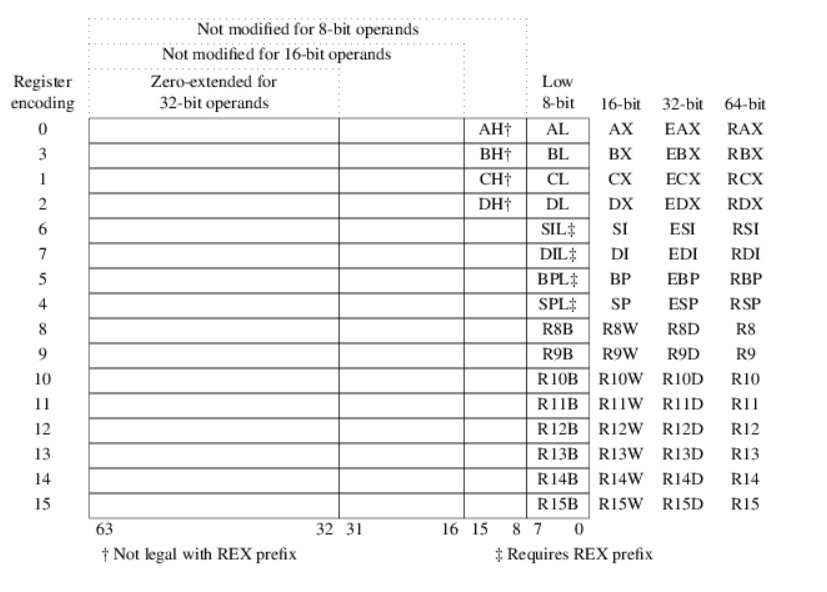 Not modified for 8-bit operands
Not modified for 16-bit operands
Register Zero-extended for Low
encoding 32-bit operands 8-bit 16-bit 32-bit 64-bit
0 AH† AL AX EAX RAX
3 BH† BL BX EBX RBX
1 CH† CL CX ECX RCX
2 DH† DL DX EDX RDX
6 SIL‡ SI ESI RSI
7 DIL‡ DI EDI RDI
5 BPL‡ BP EBP RBP
4 SPL‡ SP ESP RSP
8 R8B R8W R8D R8
9 R9B R9W R9D R9
10 R10B R10W R10D R10
11 R11B R11W R11D R11
12 R12B R12W R12D R12
13 R13B R13W R13D R13
14 R14B R14W R14D R14
15 R15B R15W R15D R15
63 32 31 16 15 8 7 0
† Not legal with REX prefix ‡ Requires REX prefix